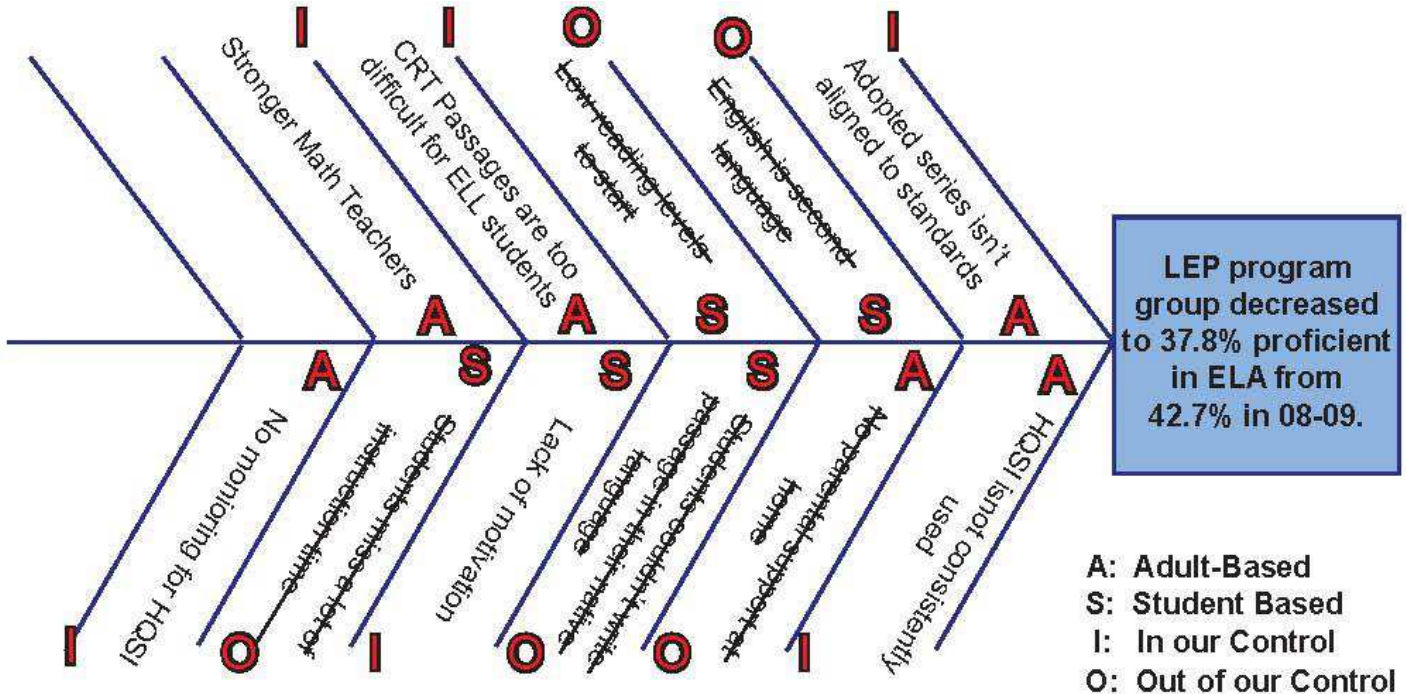 I
I
O
O
I
Stronger Math Teachers
CRT Passages are too
difficult for ELL students
Low reading levels
to start
English is second
language
Adopted series isn't
aligned to standards
A
A
S
S
A
LEP program
group decreased
to 37.8% proficient
in ELA from
42.7% in 08-09.
A
S
S
S
A
A
No monitoring for HQSI
Students miss a lot of
instruction time
Lack of motivation
Students couldn't write
passage in their native
language
No parental support at
home
HQSI isnot consistently
used
I
O
I
O
O
I
A: Adult-Based
S: Student Based
I: In our Control
O: Out of our Control